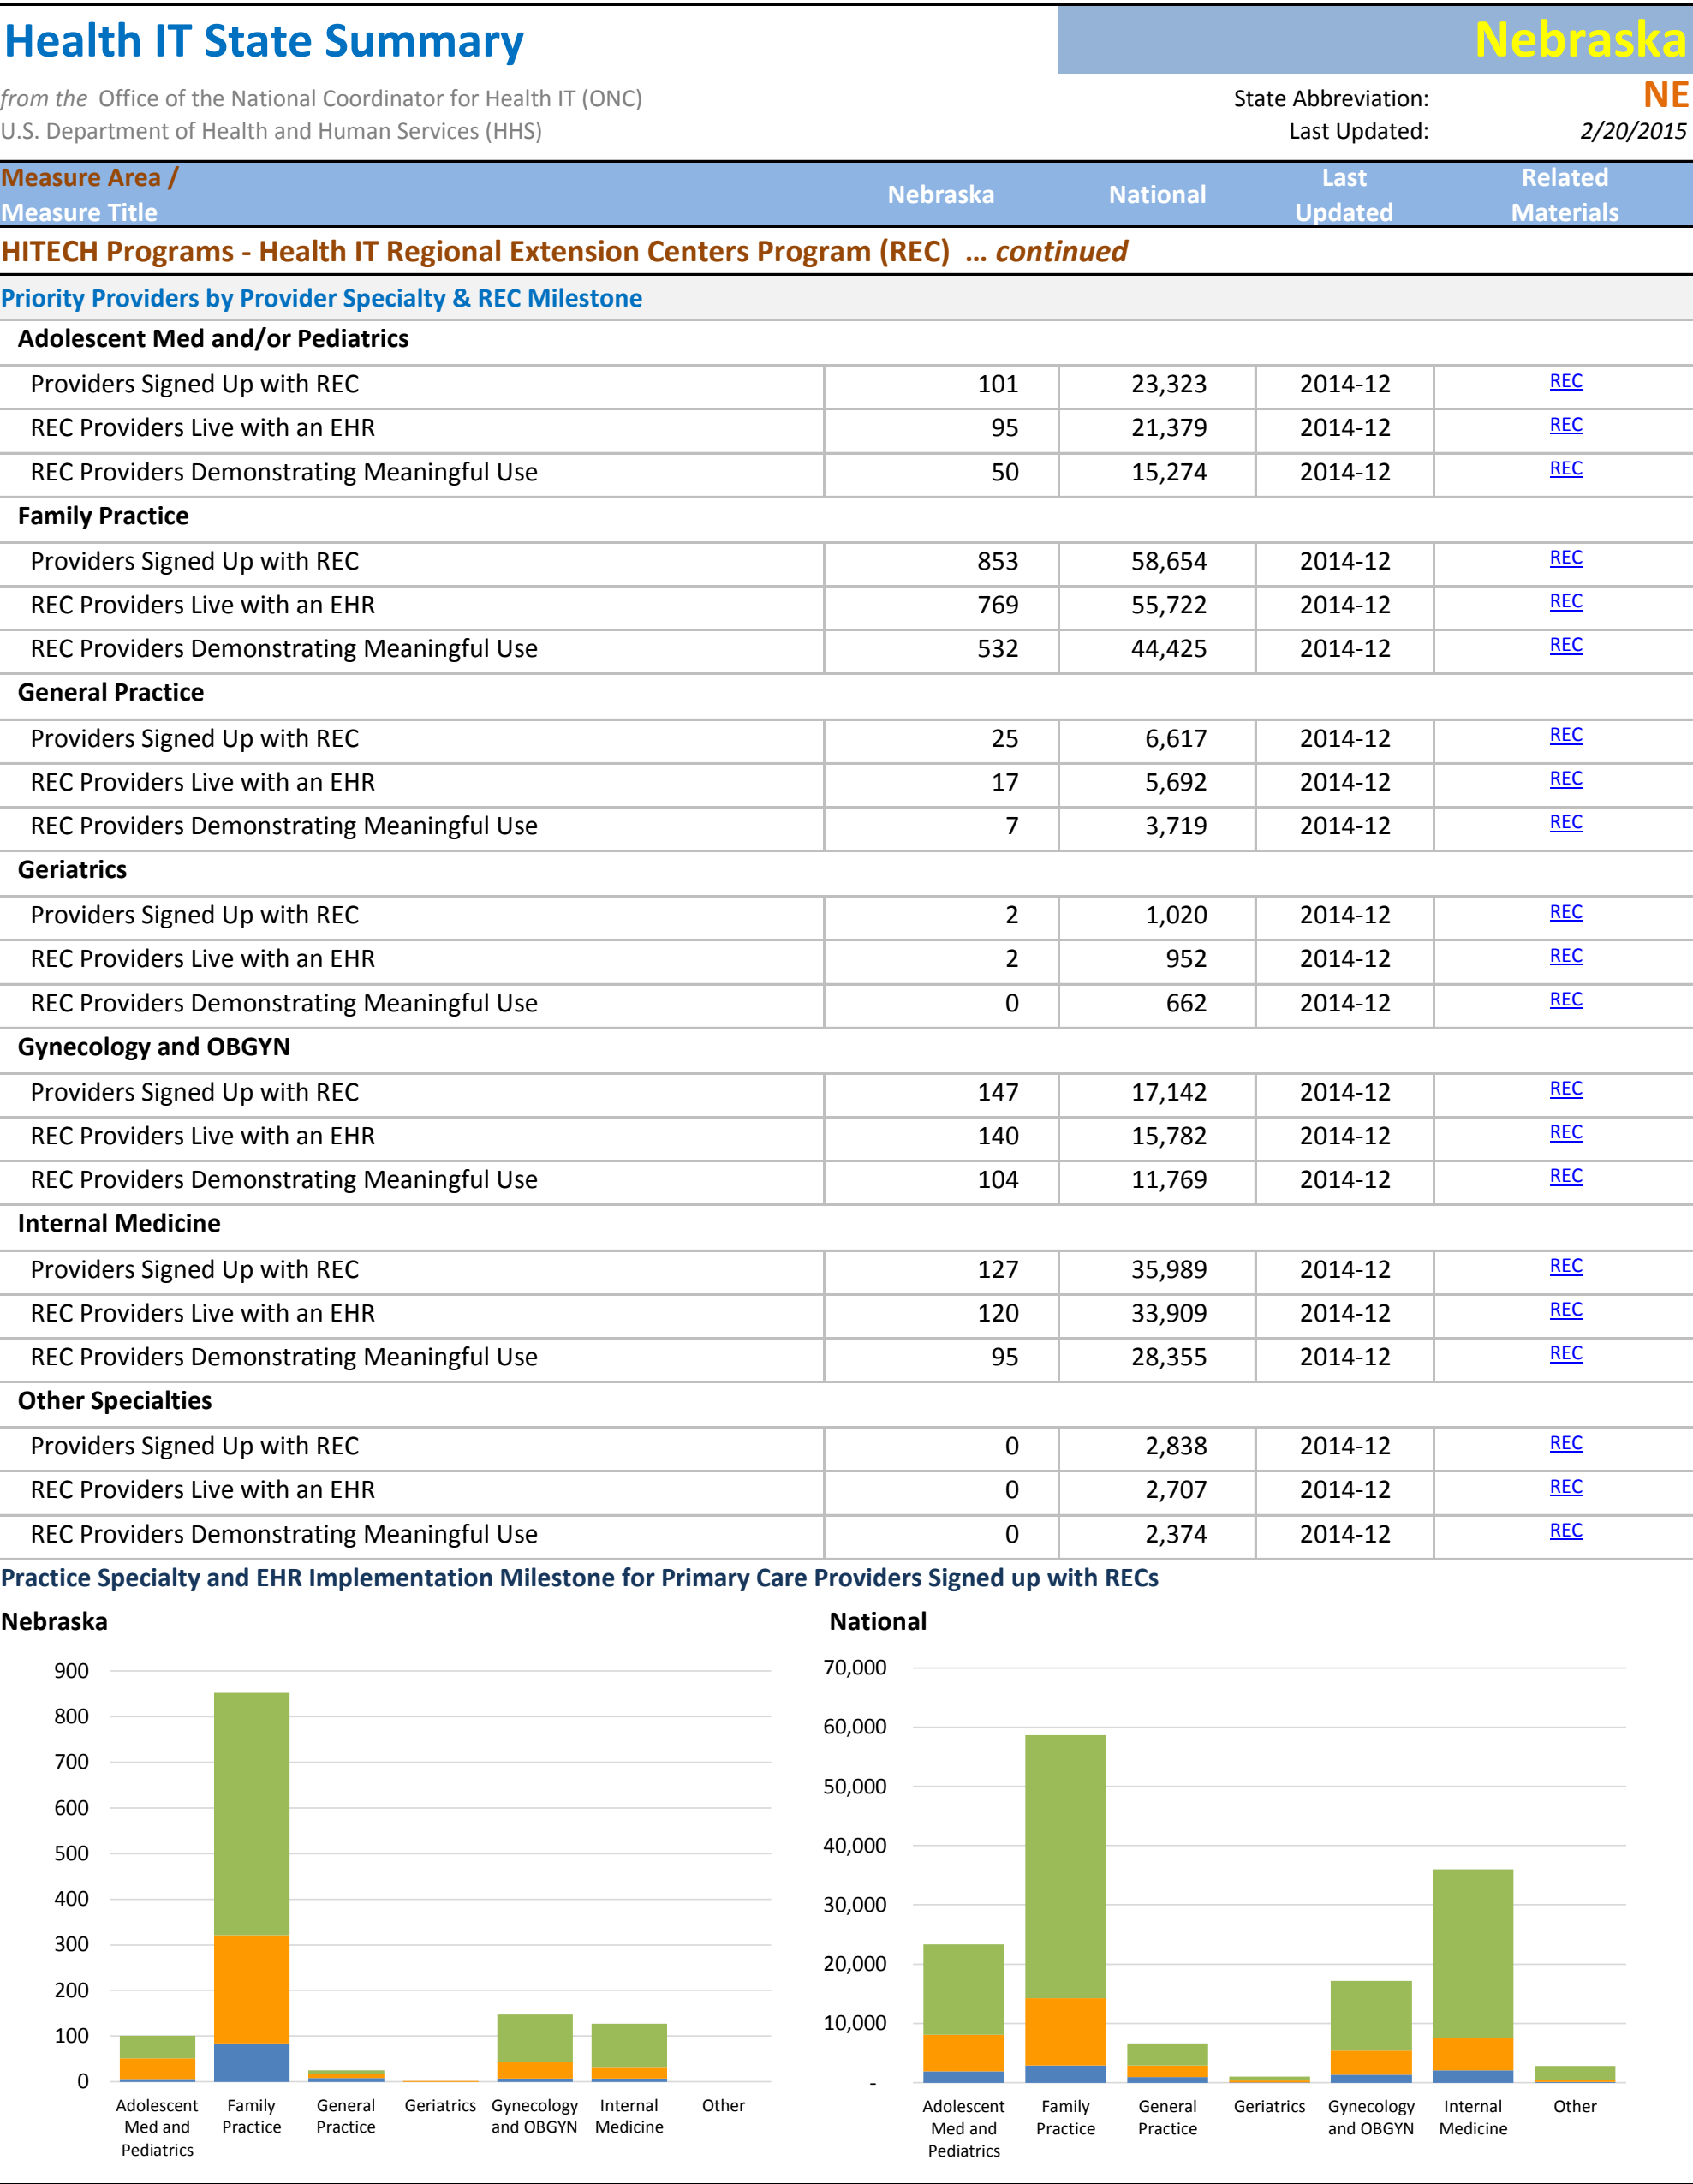 Health IT State Summary Nebraska
from the Office of the National Coordinator for Health IT (ONC) State Abbreviation: NE
U.S. Department of Health and Human Services (HHS) Last Updated: 2/20/2015
Measure Area / Last Related
Nebraska National
Measure Title Updated Materials
HITECH Programs - Health IT Regional Extension Centers Program (REC) ... continued
Priority Providers by Provider Specialty & REC Milestone
Adolescent Med and/or Pediatrics
Providers Signed Up with REC 101 23,323 2014-12 REC
REC Providers Live with an EHR 95 21,379 2014-12 REC
REC Providers Demonstrating Meaningful Use 50 15,274 2014-12 REC
Family Practice
Providers Signed Up with REC 853 58,654 2014-12 REC
REC Providers Live with an EHR 769 55,722 2014-12 REC
REC Providers Demonstrating Meaningful Use 532 44,425 2014-12 REC
General Practice
Providers Signed Up with REC 25 6,617 2014-12 REC
REC Providers Live with an EHR 17 5,692 2014-12 REC
REC Providers Demonstrating Meaningful Use 7 3,719 2014-12 REC
Geriatrics
Providers Signed Up with REC 2 1,020 2014-12 REC
REC Providers Live with an EHR 2 952 2014-12 REC
REC Providers Demonstrating Meaningful Use 0 662 2014-12 REC
Gynecology and OBGYN
Providers Signed Up with REC 147 17,142 2014-12 REC
REC Providers Live with an EHR 140 15,782 2014-12 REC
REC Providers Demonstrating Meaningful Use 104 11,769 2014-12 REC
Internal Medicine
Providers Signed Up with REC 127 35,989 2014-12 REC
REC Providers Live with an EHR 120 33,909 2014-12 REC
REC Providers Demonstrating Meaningful Use 95 28,355 2014-12 REC
Other Specialties
Providers Signed Up with REC 0 2,838 2014-12 REC
REC Providers Live with an EHR 0 2,707 2014-12 REC
REC Providers Demonstrating Meaningful Use 0 2,374 2014-12 REC
Practice Specialty and EHR Implementation Milestone for Primary Care Providers Signed up with RECs
Nebraska
900
800
700
600
500
400
300
200
100
0
Adolescent Family General Geriatrics Gynecology Internal Other
Med and Practice Practice and OBGYN Medicine
Pediatrics
National
70,000
60,000
50,000
40,000
30,000
20,000
10,000
-
Adolescent Family General Geriatrics Gynecology Internal Other
Med and Practice Practice and OBGYN Medicine
Pediatrics